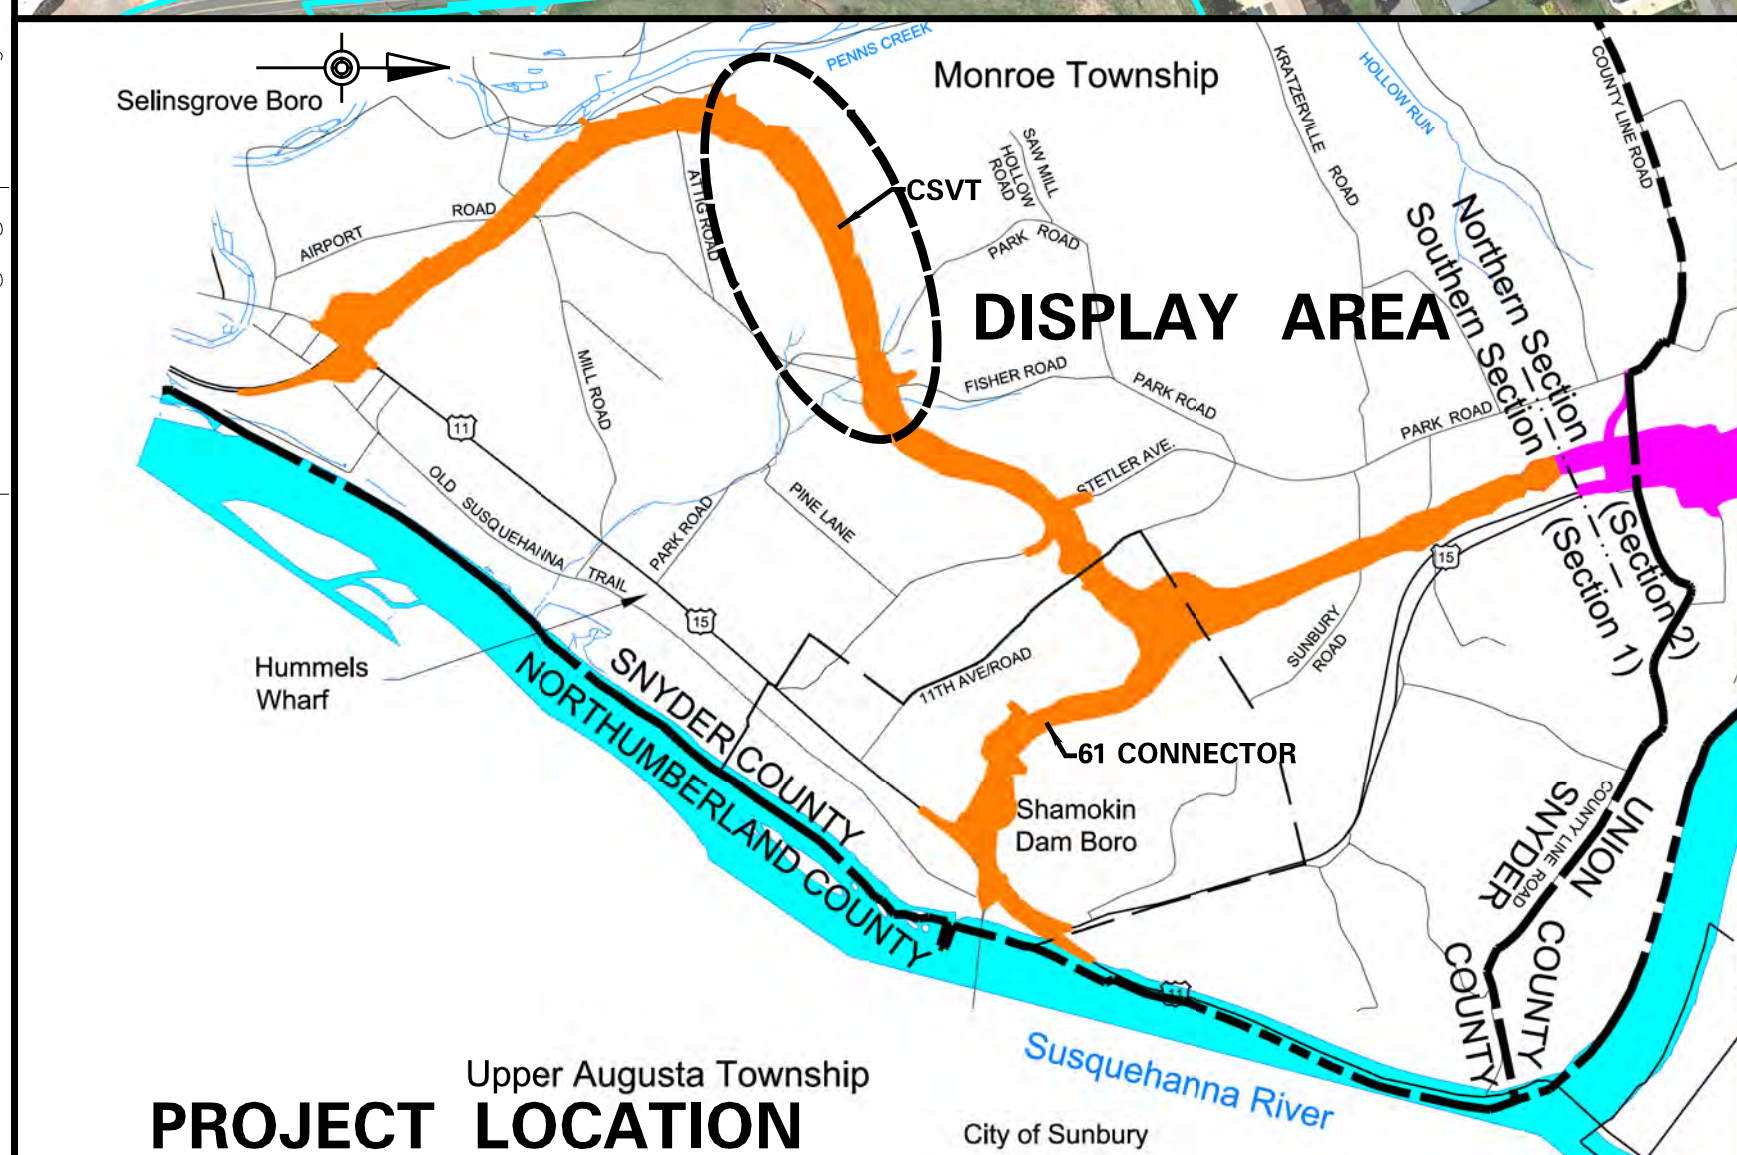 PENNS CREEK
Monroe Township
Selinsgrove Boro
KRATZERVILLE ROAD
HOLLOW RUN
COUNTY LINE ROAD
SAW MILL
HOLLOW
ROAD
ATTIG ROAD
CSVT
AIRPORT ROAD
PARK ROAD
Northern Section
Southern Section
DISPLAY AREA
MILL ROAD
FISHER ROAD
PARK ROAD
PARK ROAD
11
STETLER AVE.
OLD SUSQUEHANNA TRAIL
PARK ROAD
PINE LANE
15
(Section 2)
(Section 1)
15
SUNBURY
ROAD
Hummels
Wharf
11TH AVE/ROAD
SNYDER COUNTY
NORTHUMBERLAND COUNTY
61 CONNECTOR
Shamokin
Dam Boro
UNION COUNTY
COUNTY LINE ROAD
SNYDER COUNTY
11
Susquehanna River
Upper Augusta Township
PROJECT LOCATION
City of Sunbury